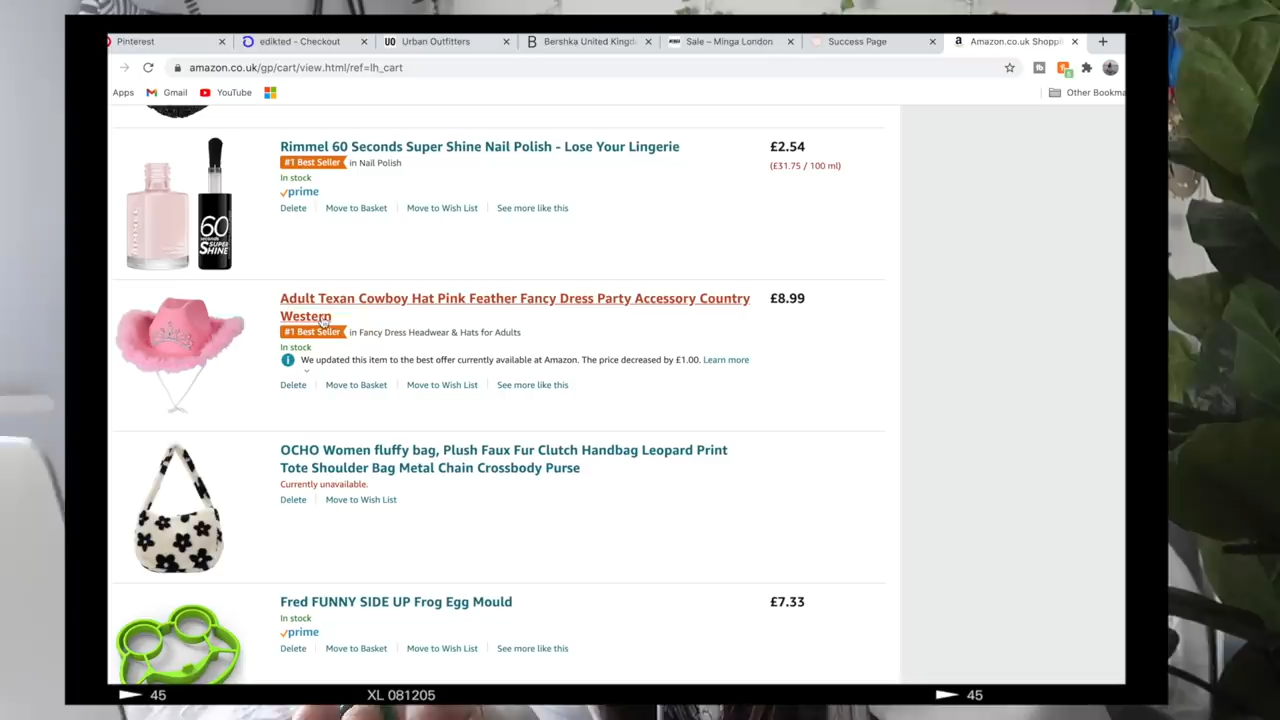 Pinterest
edikted - Checkout
UO Urban Outfitters
B Bershka United Kingd
Sale – Minga London
Success Page
a Amazon.co.uk Shoppi
amazon.co.uk/gp/cart/view.html/ref=lh_cart
Apps
Gmail
YouTube
Other Bookma
Rimmel 60 Seconds Super Shine Nail Polish - Lose Your Lingerie
£2.54
#1 Best Seller in Nail Polish
(£31.75 / 100 ml)
In stock
prime
Delete
Move to Basket
Move to Wish List
See more like this
60
seconds
SUPER
SHINE
Adult Texan Cowboy Hat Pink Feather Fancy Dress Party Accessory Country
Western
£8.99
#1 Best Seller in Fancy Dress Headwear & Hats for Adults
In stock
We updated this item to the best offer currently available at Amazon. The price decreased by £1.00. Learn more
Delete
Move to Basket
Move to Wish List
See more like this
OCHO Women fluffy bag, Plush Faux Fur Clutch Handbag Leopard Print
Tote Shoulder Bag Metal Chain Crossbody Purse
Currently unavailable.
Delete
Move to Wish List
Fred FUNNY SIDE UP Frog Egg Mould
£7.33
In stock
prime
Delete
Move to Basket
Move to Wish List
See more like this
45
XL 081205
45